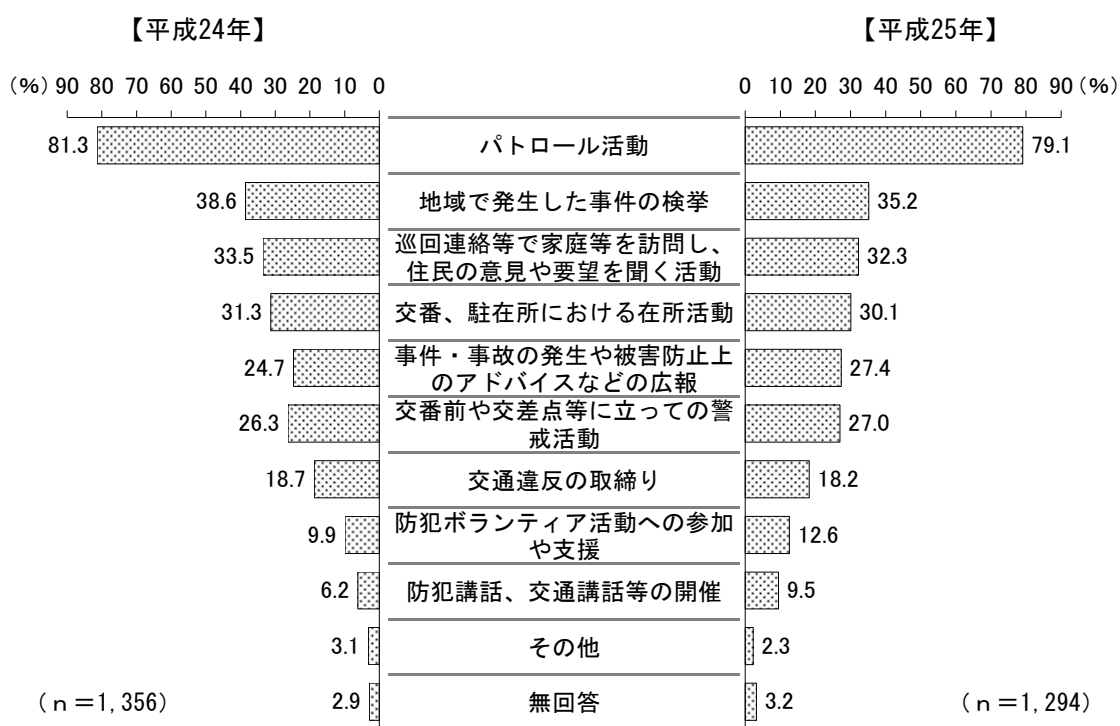 【平成24年】 【平成25年】
(%) 90 80 70 60 50 40 30 20 10 0 0 10 20 30 40 50 60 70 80 90 (%)
81.3 パトロール活動 79.1
38.6 地域で発生した事件の検挙 35.2
巡回連絡等で家庭等を訪問し、
33.5 32.3
住民の意見や要望を聞く活動
31.3 交番、駐在所における在所活動 30.1
事件・事故の発生や被害防止上
24.7 27.4
のアドバイスなどの広報
交番前や交差点等に立っての警
26.3 27.0
戒活動
18.7 交通違反の取締り 18.2
防犯ボランティア活動への参加
9.9 12.6
や支援
6.2 防犯講話、交通講話等の開催 9.5
3.1 その他 2.3
(n=1,356) 2.9 無回答 3.2 (n=1,294)